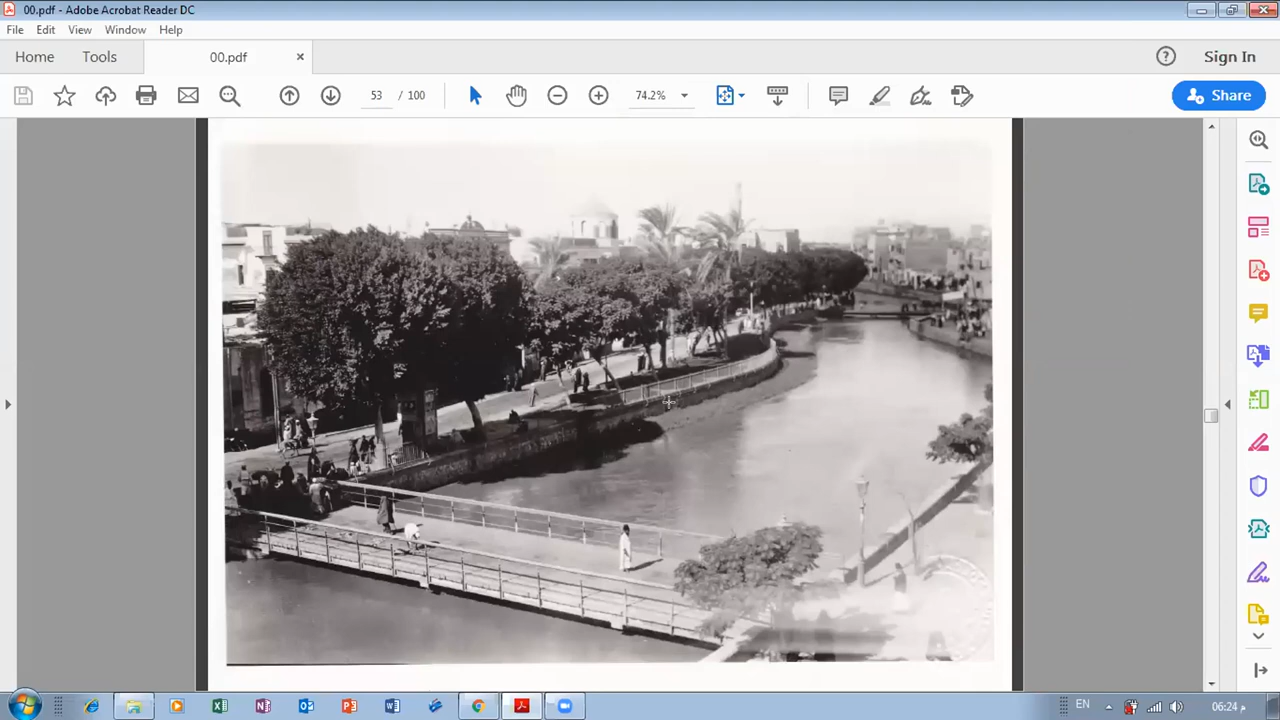 00.pdf - Adobe Acrobat Reader DC
File Edit View Window Help
Home Tools 00.pdf Sign In
53 / 100 74.2% Share
EN 06:24 م